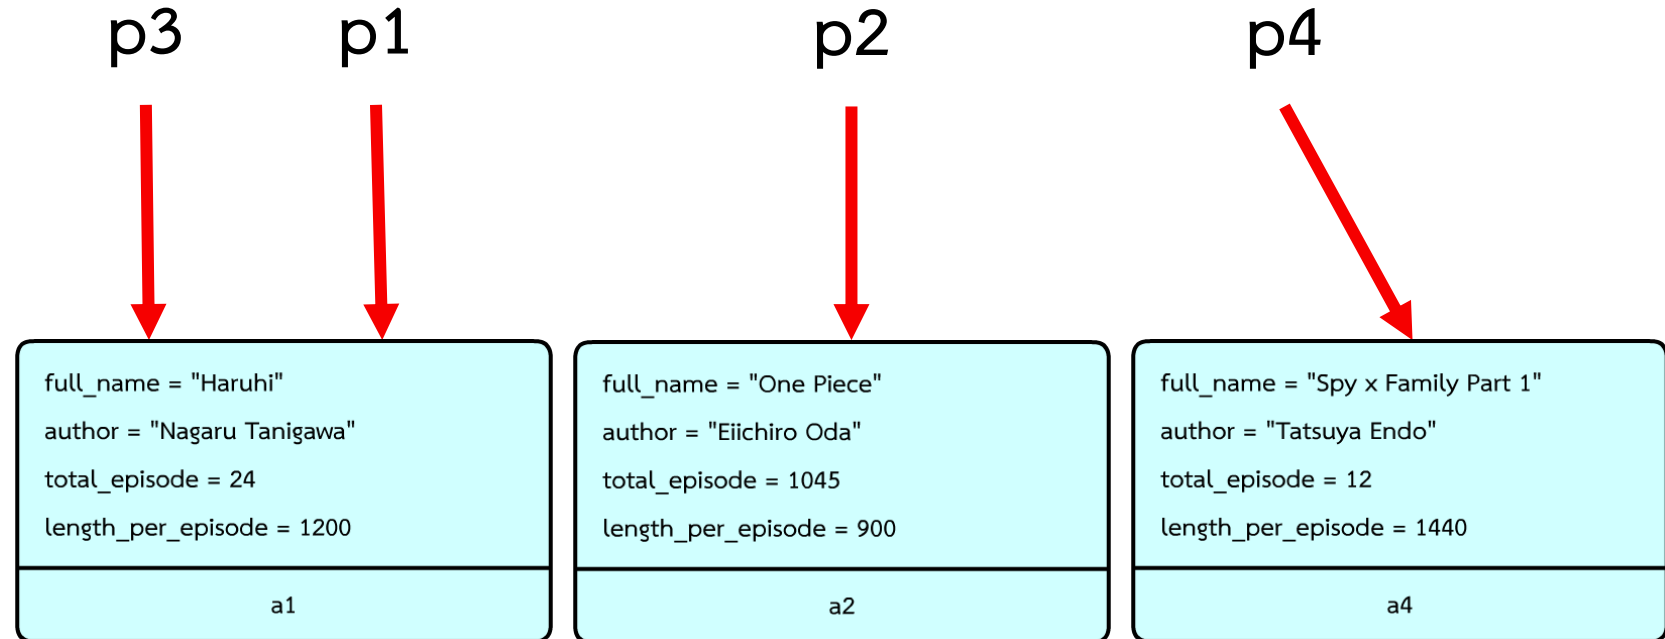 p3 p1 p2 p4
full_name = "Haruhi"
author = "Nagaru Tanigawa"
total_episode = 24
length_per_episode = 1200
a1
full_name = "One Piece"
author = "Eiichiro Oda"
total_episode = 1045
length_per_episode = 900
a2
full_name = "Spy x Family Part 1"
author = "Tatsuya Endo"
total_episode = 12
length_per_episode = 1440
a4